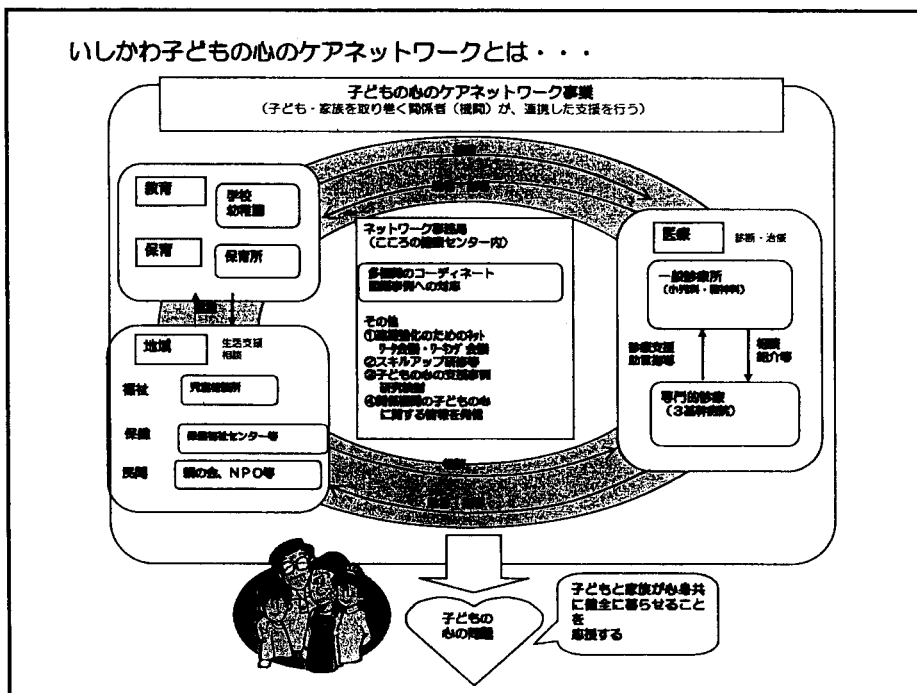 いしかわ子どもの心のケアネットワークとは・・・
子どもの心のケアネットワーク事業
(子ども・家族を取り巻く関係者(機関)が、連携した支援を行う)
教育
学校
幼稚園
保育
保育所
地域
生活支援
相談
福祉
児童相談所
保健
保健福祉センター等
民間
親の会、NPO等
ネットワーク事務局
(こころの健康センター内)
多機関のコーディネート
困難事例への対応
その他
①連携強化のためのネット
ワーク会議・ワーキング会議
②スキルアップ研修等
③子どもの心の支援事例
研究検討
④関係機関の子どもの心
に関する情報を発信
医療
診断・治療
一般診療所
(小児科・精神科)
診療支援
助言指導
相談
紹介等
専門的診療
(3基幹病院)
子どもの
心の問題
子どもと家族が心身共
に健全に暮らせること
を
応援する